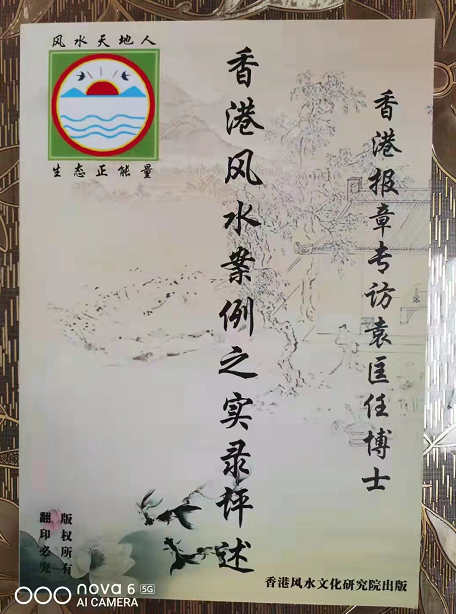 风水天地人
生态正能量
香港报章专访袁匡任博士
香港风水案例之实录评述
版权所有
翻印必究
香港风水文化研究院出版
nova 6 5G
AI CAMERA